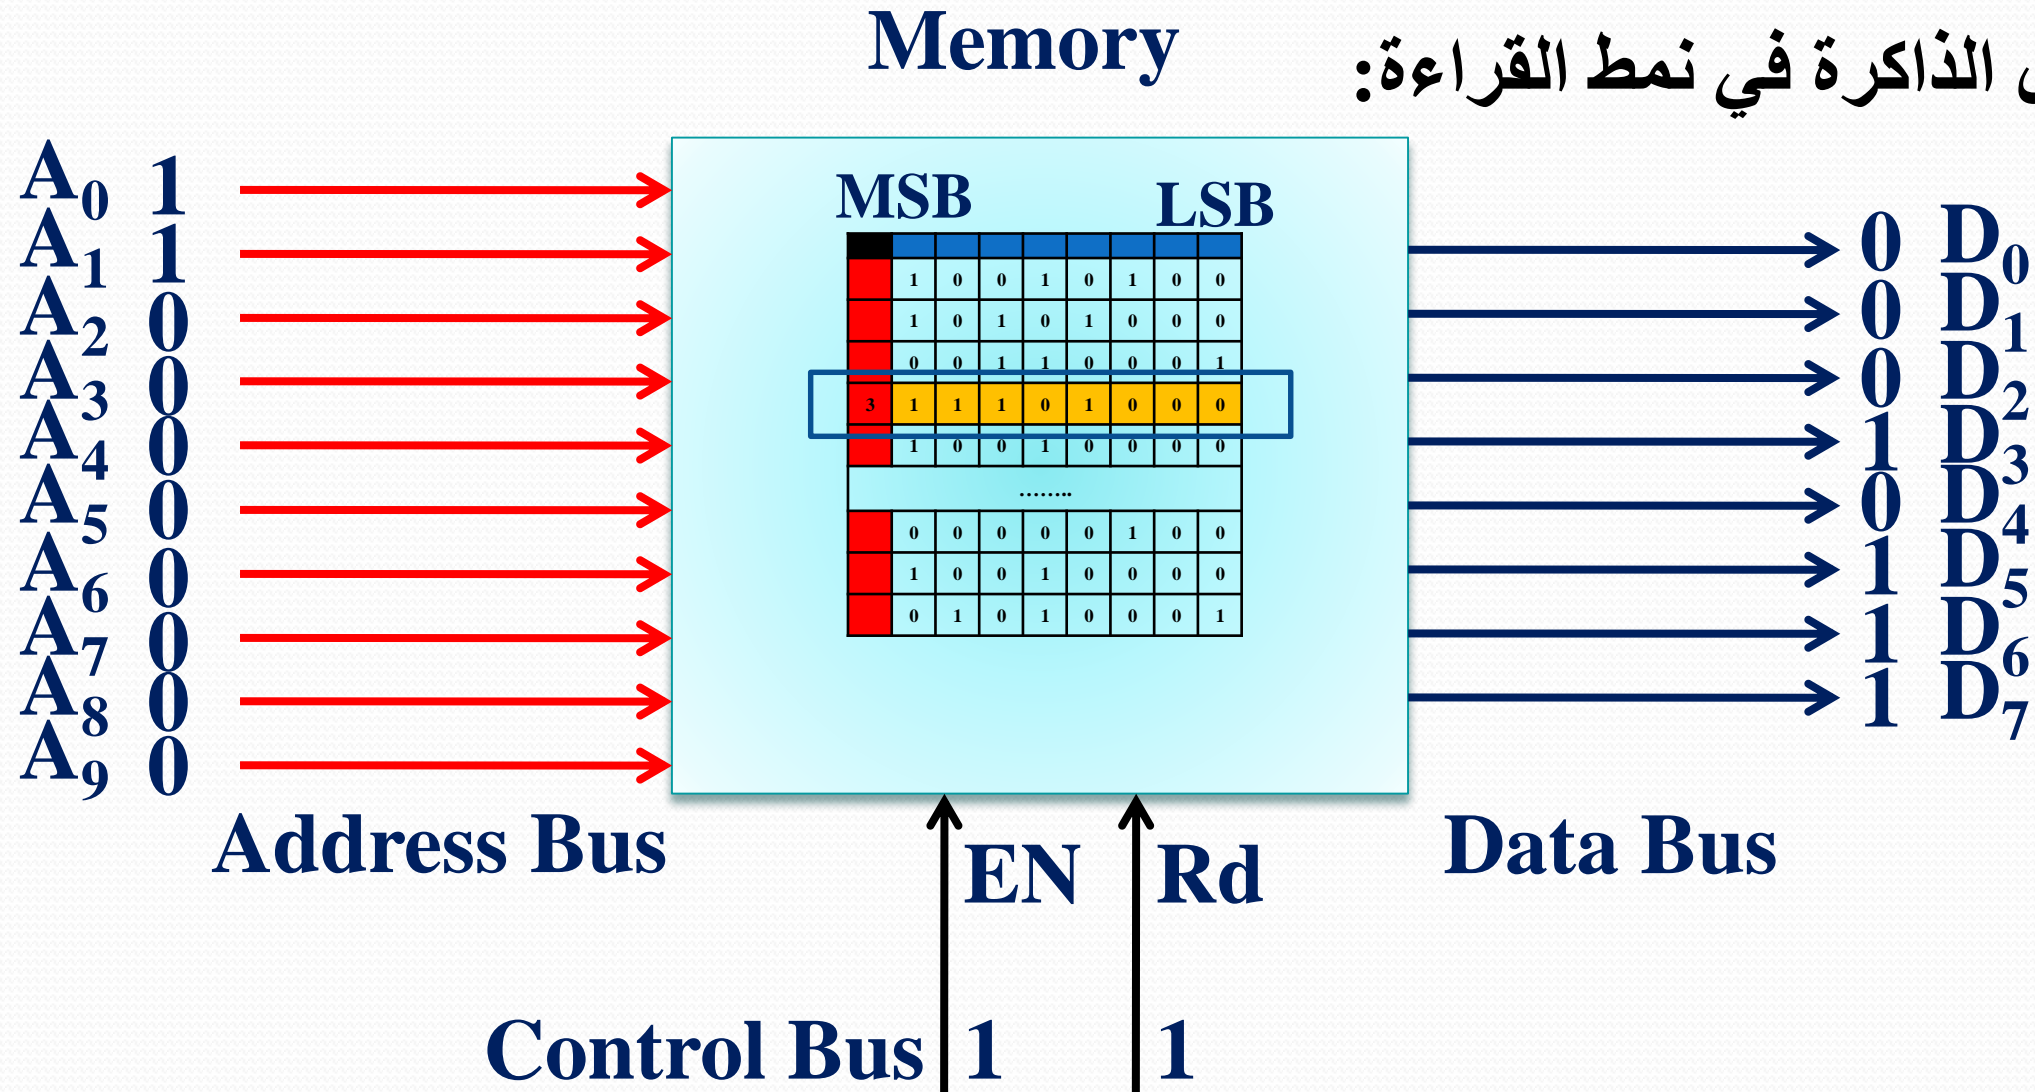 Memory
الذاكرة في نمط القراءة:
A0 1
A1 1
A2 0
A3 0
A4 0
A5 0
A6 0
A7 0
A8 0
A9 0
MSB LSB
1 0 0 1 0 1 0 0
1 0 1 0 1 0 0 0
0 0 1 1 0 0 0 1
3 1 1 1 0 1 0 0 0
1 0 0 1 0 0 0 0
........
0 0 0 0 0 1 0 0
1 0 0 1 0 0 0 0
0 1 0 1 0 0 0 1
0 D0
0 D1
0 D2
1 D3
0 D4
1 D5
1 D6
1 D7
Address Bus
EN Rd
Data Bus
Control Bus 1 1